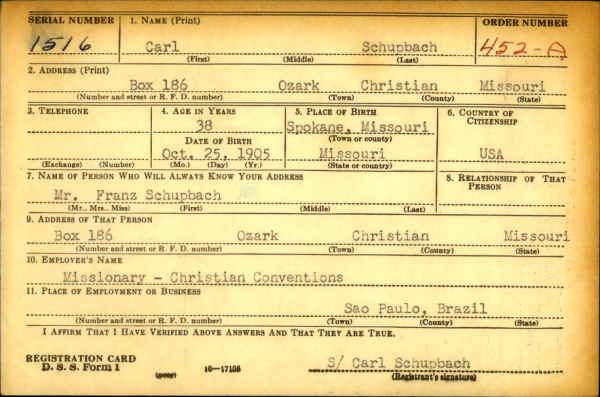 SERIAL NUMBER 1. NAME (Print) ORDER NUMBER
1516 Carl Schupbach 452-A
(First) (Middle) (Last)
2. ADDRESS (Print)
Box 186 Ozark Christian Missouri
(Number and street or R. F. D. number) (Town) (County) (State)
3. TELEPHONE 4. AGE IN YEARS 5. PLACE OF BIRTH 6. COUNTRY OF CITIZENSHIP
38 Spokane, Missouri
DATE OF BIRTH (Town or county)
Oct. 25, 1905 Missouri USA
(Exchange) (Number) (Mo.) (Day) (Yr.) (State or country)
7. NAME OF PERSON WHO WILL ALWAYS KNOW YOUR ADDRESS 8. RELATIONSHIP OF THAT PERSON
Mr. Franz Schupbach
(Mr., Mrs., Miss) (First) (Middle) (Last)
9. ADDRESS OF THAT PERSON
Box 186 Ozark Christian Missouri
(Number and street or R. F. D. number) (Town) (County) (State)
10. EMPLOYER'S NAME
Missionary - Christian Conventions
11. PLACE OF EMPLOYMENT OR BUSINESS
Sao Paulo, Brazil
(Number and street or R. F. D. number) (Town) (County) (State)
I AFFIRM THAT I HAVE VERIFIED ABOVE ANSWERS AND THAT THEY ARE TRUE.
REGISTRATION CARD
D. S. S. Form 1 (over) 16-17105 S/ Carl Schupbach
(Registrant's signature)